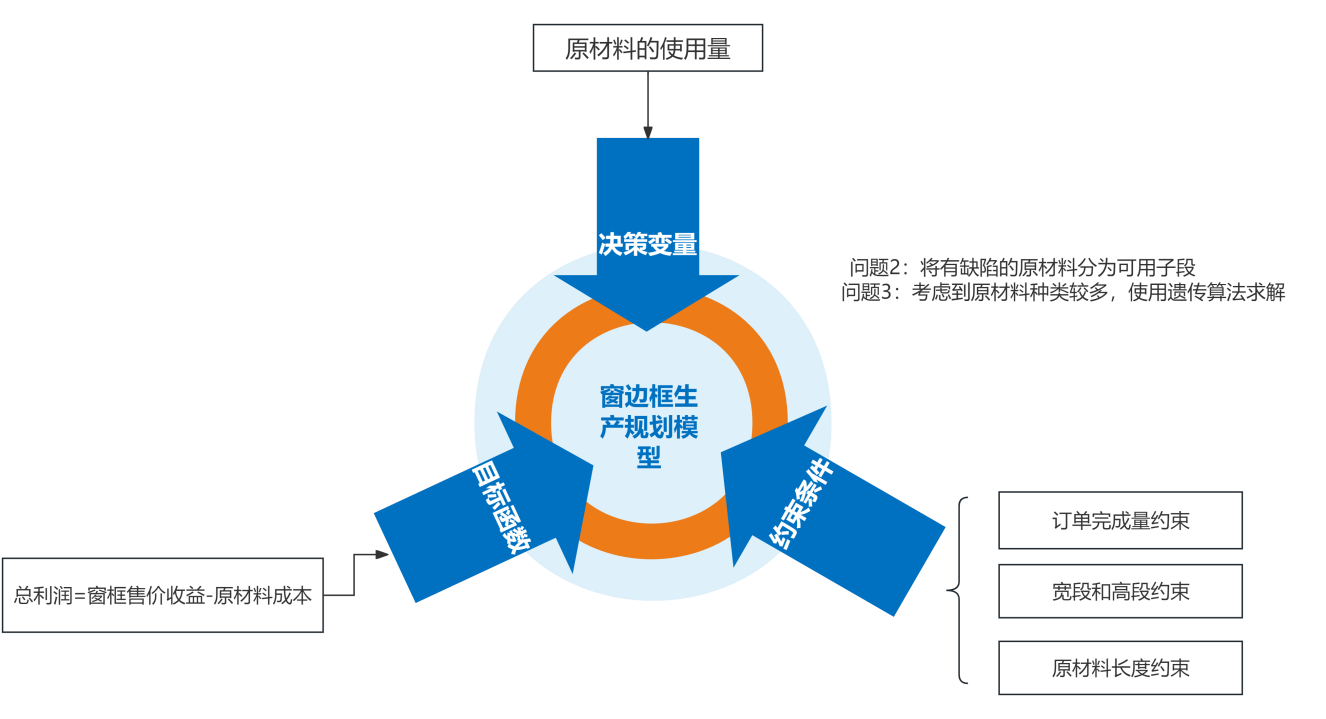 原材料的使用量
决策变量
问题2：将有缺陷的原材料分为可用子段
问题3：考虑到原材料种类较多，使用遗传算法求解
窗边框生
产规划模
型
目标函数
约束条件
总利润=窗框售价收益-原材料成本
订单完成量约束
宽段和高段约束
原材料长度约束